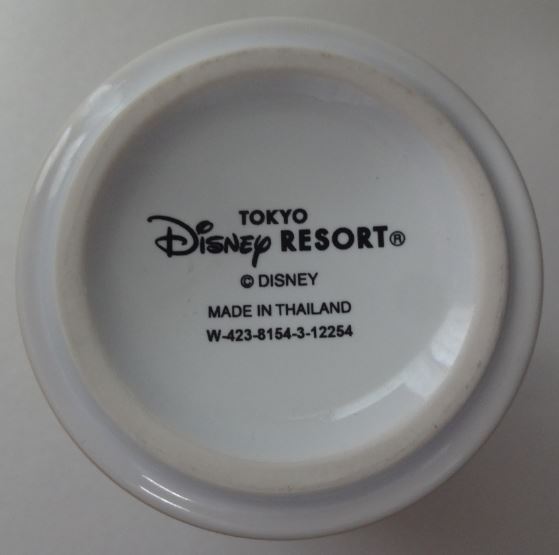 TOKYO
Disney RESORT®
© DISNEY
MADE IN THAILAND
W-423-8154-3-12254